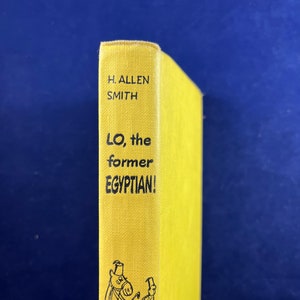 H. ALLEN
SMITH
LO, the
former
EGYPTIAN!